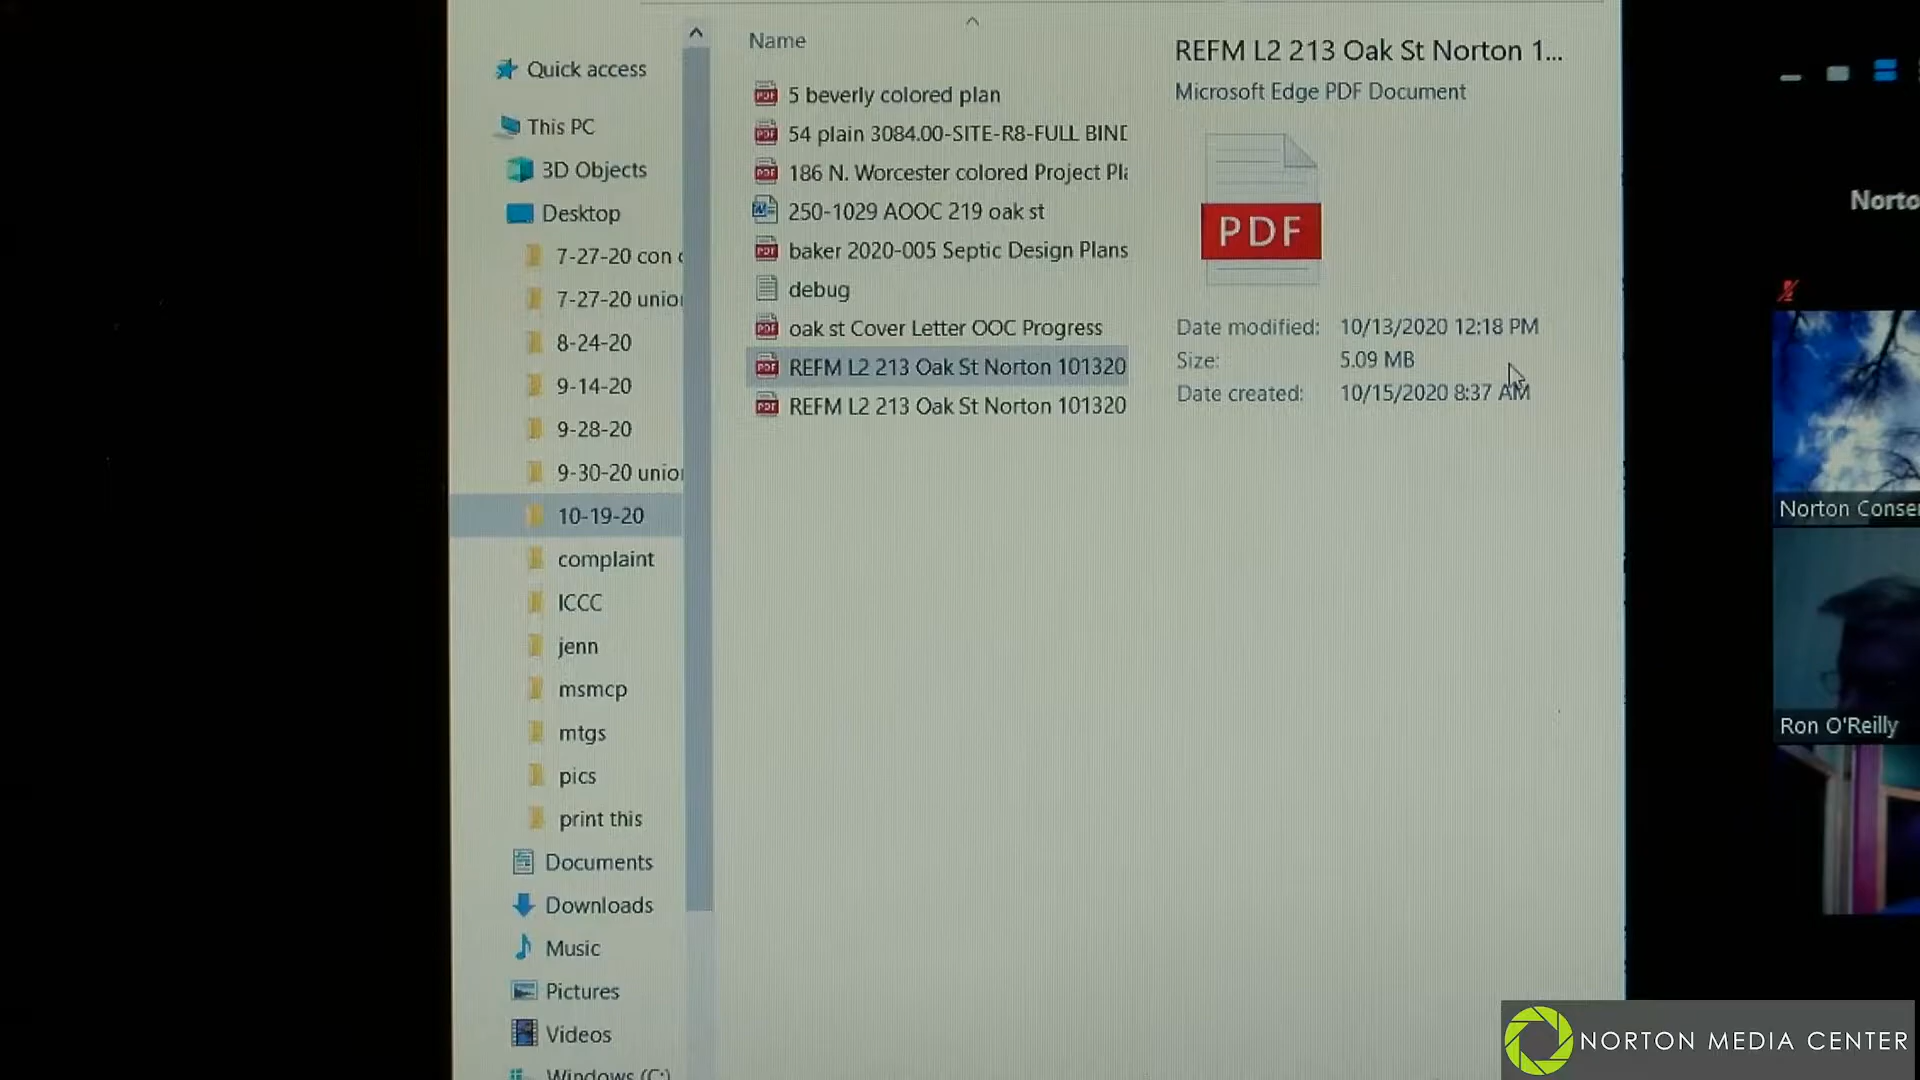 Quick access
This PC
3D Objects
Desktop
7-27-20 con
7-27-20 union
8-24-20
9-14-20
9-28-20
9-30-20 union
10-19-20
complaint
ICCC
jenn
msmcp
mtgs
pics
print this
Documents
Downloads
Music
Pictures
Videos
Windows (C:)
Name
5 beverly colored plan
54 plain 3084.00-SITE-R8-FULL BIND
186 N. Worcester colored Project Pla
250-1029 AOOC 219 oak st
baker 2020-005 Septic Design Plans
debug
oak st Cover Letter OOC Progress
REFM L2 213 Oak St Norton 101320
REFM L2 213 Oak St Norton 101320
REFM L2 213 Oak St Norton 1...
Microsoft Edge PDF Document
PDF
Date modified: 10/13/2020 12:18 PM
Size: 5.09 MB
Date created: 10/15/2020 8:37 AM
Norto
Norton Conser
Ron O'Reilly
NORTON MEDIA CENTER